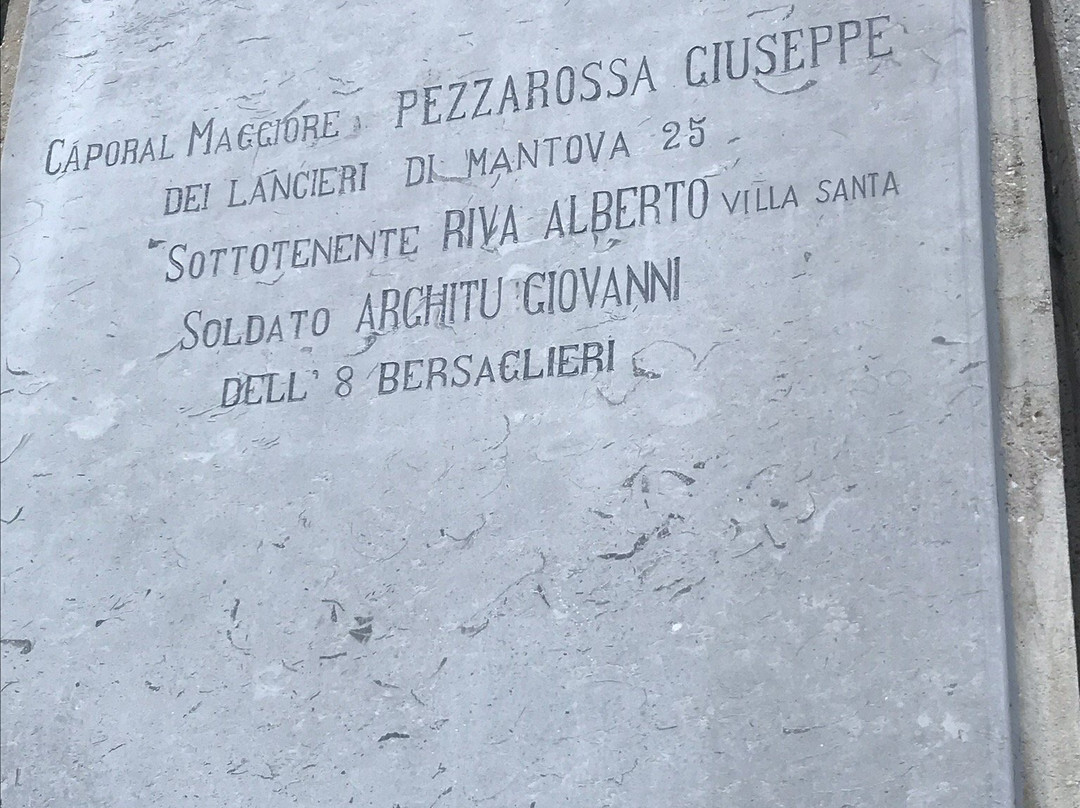 CAPORAL MAGGIORE PEZZAROSSA GIUSEPPE
DEI LANCIERI DI MANTOVA 25
SOTTOTENENTE RIVA ALBERTO VILLA SANTA
SOLDATO ARCHITU GIOVANNI
DELL' 8 BERSAGLIERI